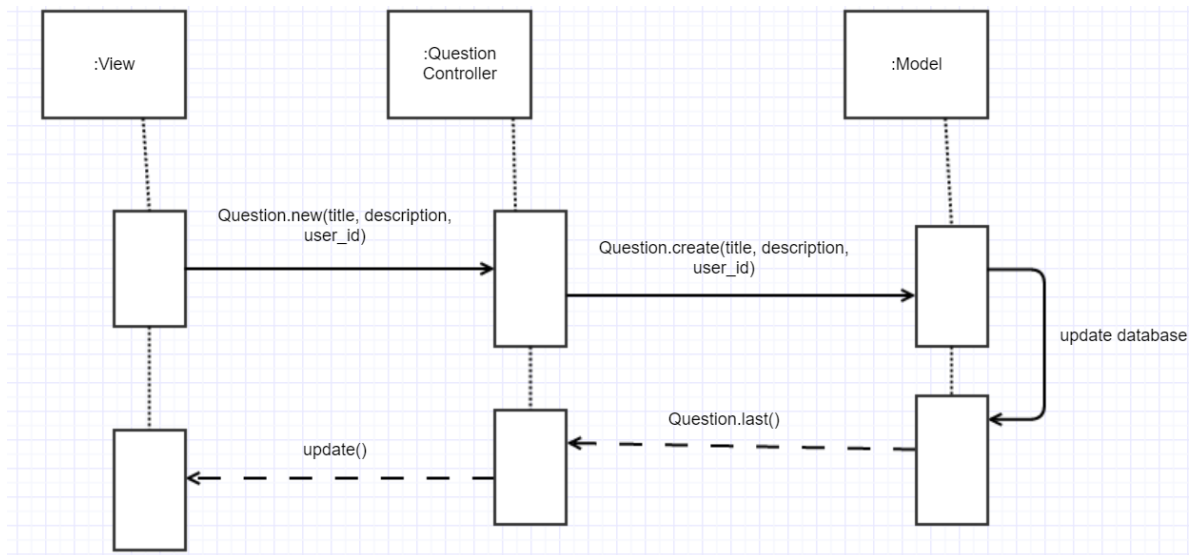 :View
:Question
Controller
:Model
Question.new(title, description,
user_id)
Question.create(title, description,
user_id)
update database
Question.last()
update()